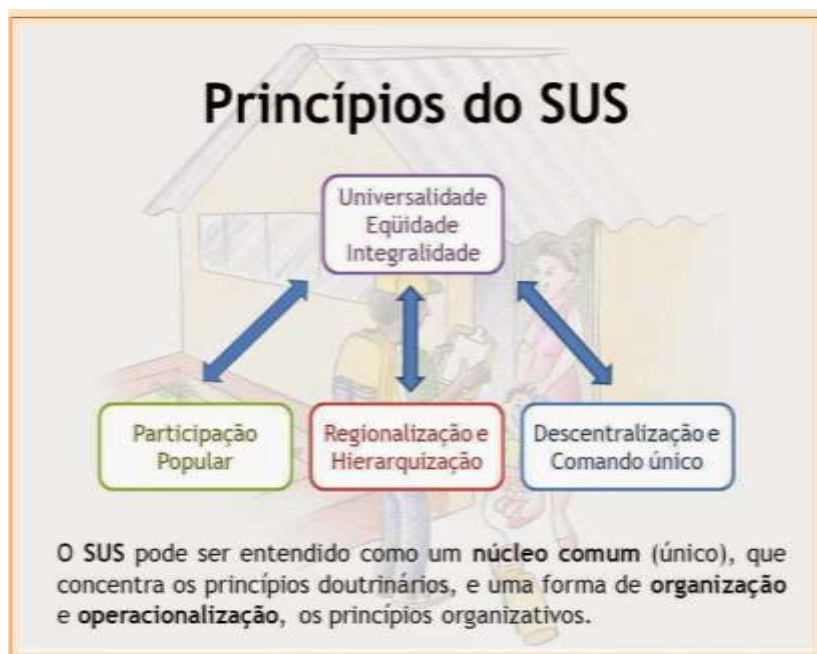 Princípios do SUS
Universalidade
Eqüidade
Integralidade
Participação
Popular
Regionalização e
Hierarquização
Descentralização e
Comando único
O SUS pode ser entendido como um núcleo comum (único), que
concentra os princípios doutrinários, e uma forma de organização
e operacionalização, os princípios organizativos.